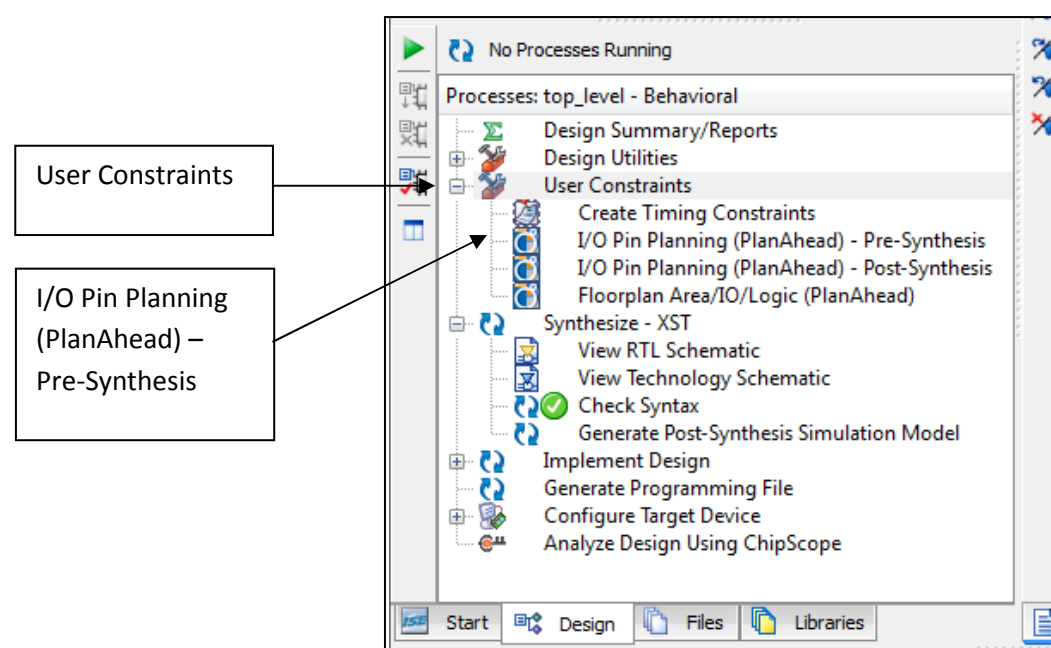 User Constraints
I/O Pin Planning
(PlanAhead) –
Pre-Synthesis
No Processes Running
Processes: top_level - Behavioral
Design Summary/Reports
Design Utilities
User Constraints
Create Timing Constraints
I/O Pin Planning (PlanAhead) - Pre-Synthesis
I/O Pin Planning (PlanAhead) - Post-Synthesis
Floorplan Area/IO/Logic (PlanAhead)
Synthesize - XST
View RTL Schematic
View Technology Schematic
Check Syntax
Generate Post-Synthesis Simulation Model
Implement Design
Generate Programming File
Configure Target Device
Analyze Design Using ChipScope
ISE Start Design Files Libraries